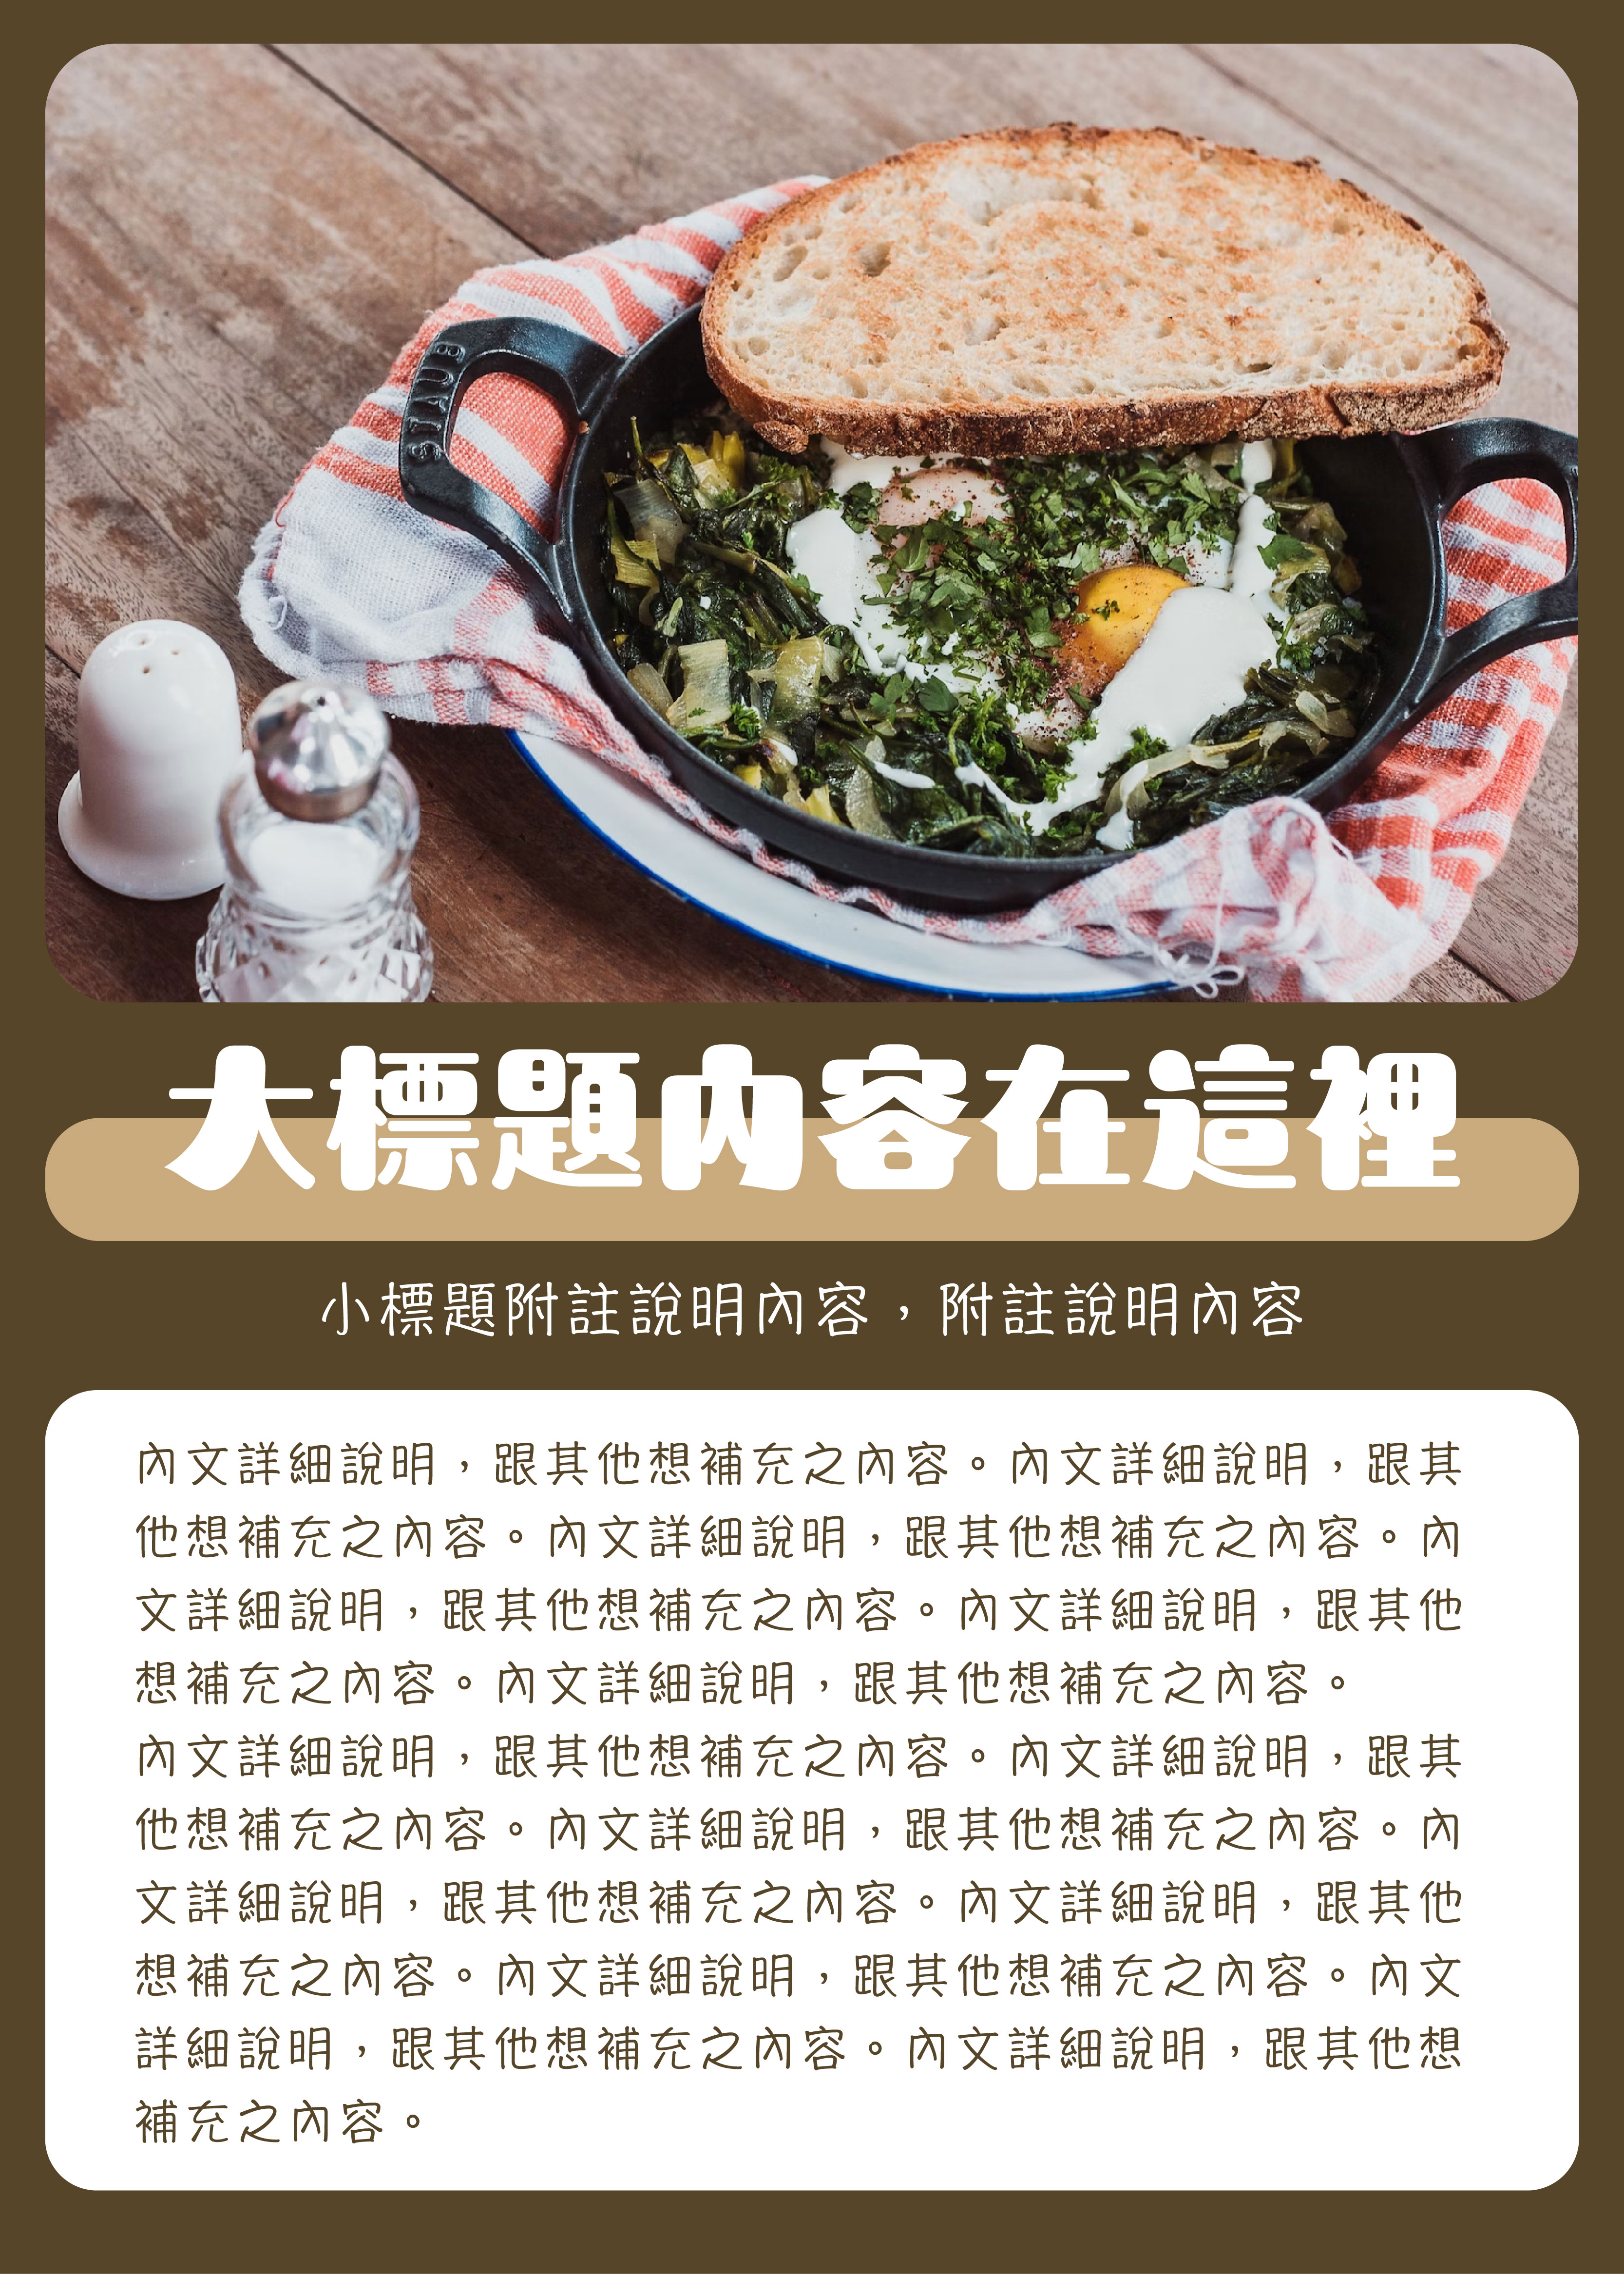 STAUB
大標題內容在這裡
小標題附註說明內容，附註說明內容
內文詳細說明，跟其他想補充之內容。內文詳細說明，跟其
他想補充之內容。內文詳細說明，跟其他想補充之內容。內
文詳細說明，跟其他想補充之內容。內文詳細說明，跟其他
想補充之內容。內文詳細說明，跟其他想補充之內容。
內文詳細說明，跟其他想補充之內容。內文詳細說明，跟其
他想補充之內容。內文詳細說明，跟其他想補充之內容。內
文詳細說明，跟其他想補充之內容。內文詳細說明，跟其他
想補充之內容。內文詳細說明，跟其他想補充之內容。內文
詳細說明，跟其他想補充之內容。內文詳細說明，跟其他想
補充之內容。